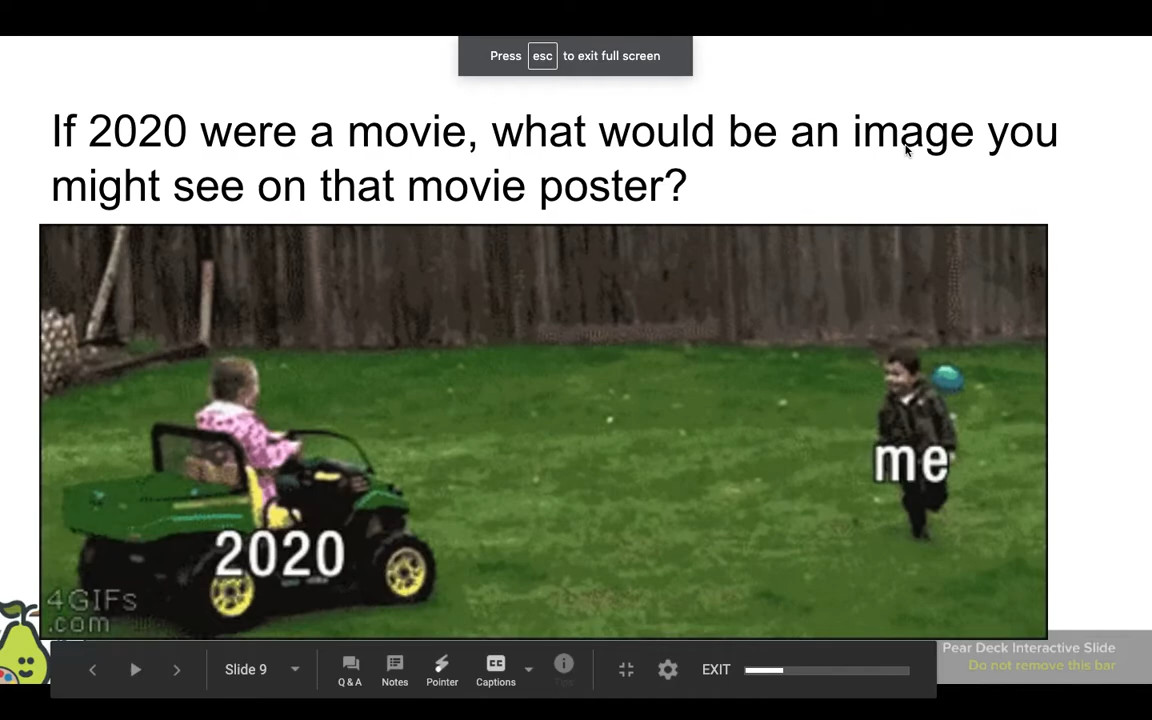 Press esc to exit full screen
If 2020 were a movie, what would be an image you
might see on that movie poster?
me
2020
4GIFs
.com
Pear Deck Interactive Slide
Do not remove this bar
Slide 9
Q & A
Notes
Pointer
CC
Captions
Tips
EXIT